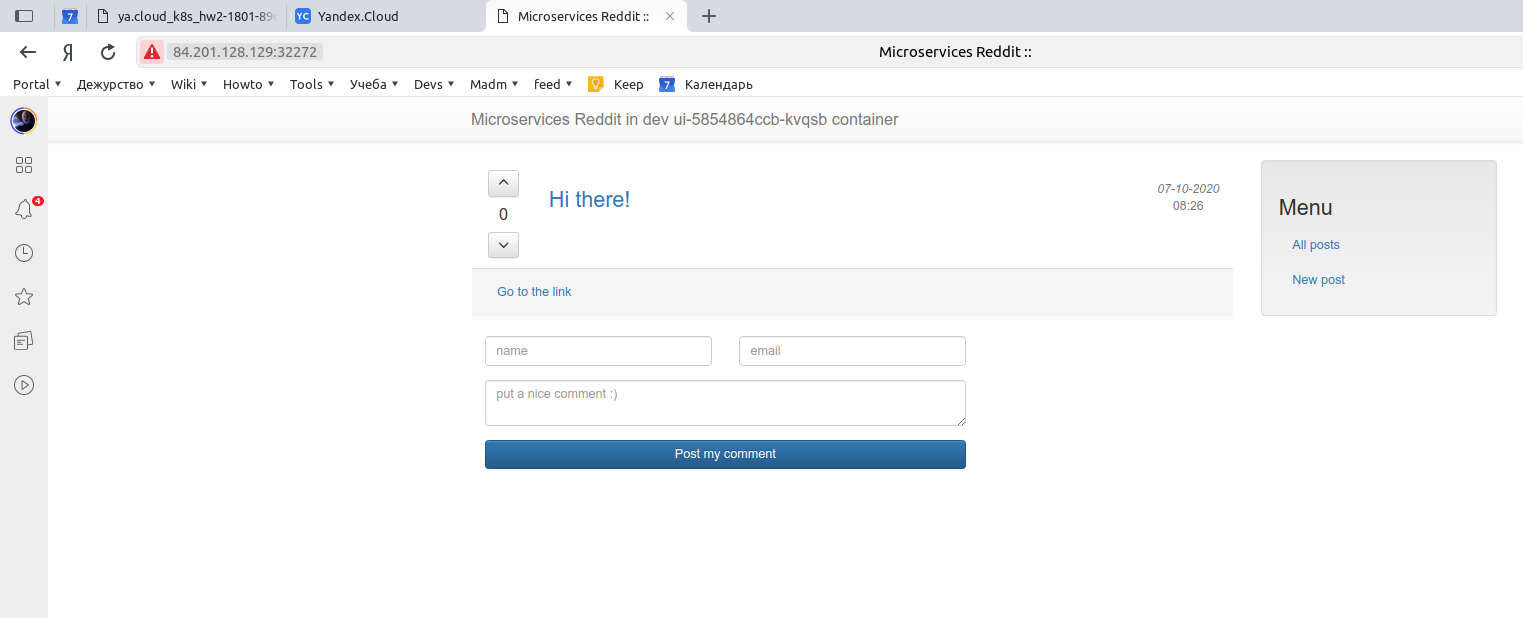 7 ya.cloud_k8s_hw2-1801-89 YC Yandex.Cloud Microservices Reddit ::
Я 84.201.128.129:32272 Microservices Reddit ::
Portal Дежурство Wiki Howto Tools Учеба Devs Madm feed Keep 7 Календарь
Microservices Reddit in dev ui-5854864ccb-kvqsb container
4
0
Hi there!
07-10-2020
08:26
Go to the link
name
email
put a nice comment :)
Post my comment
Menu
All posts
New post